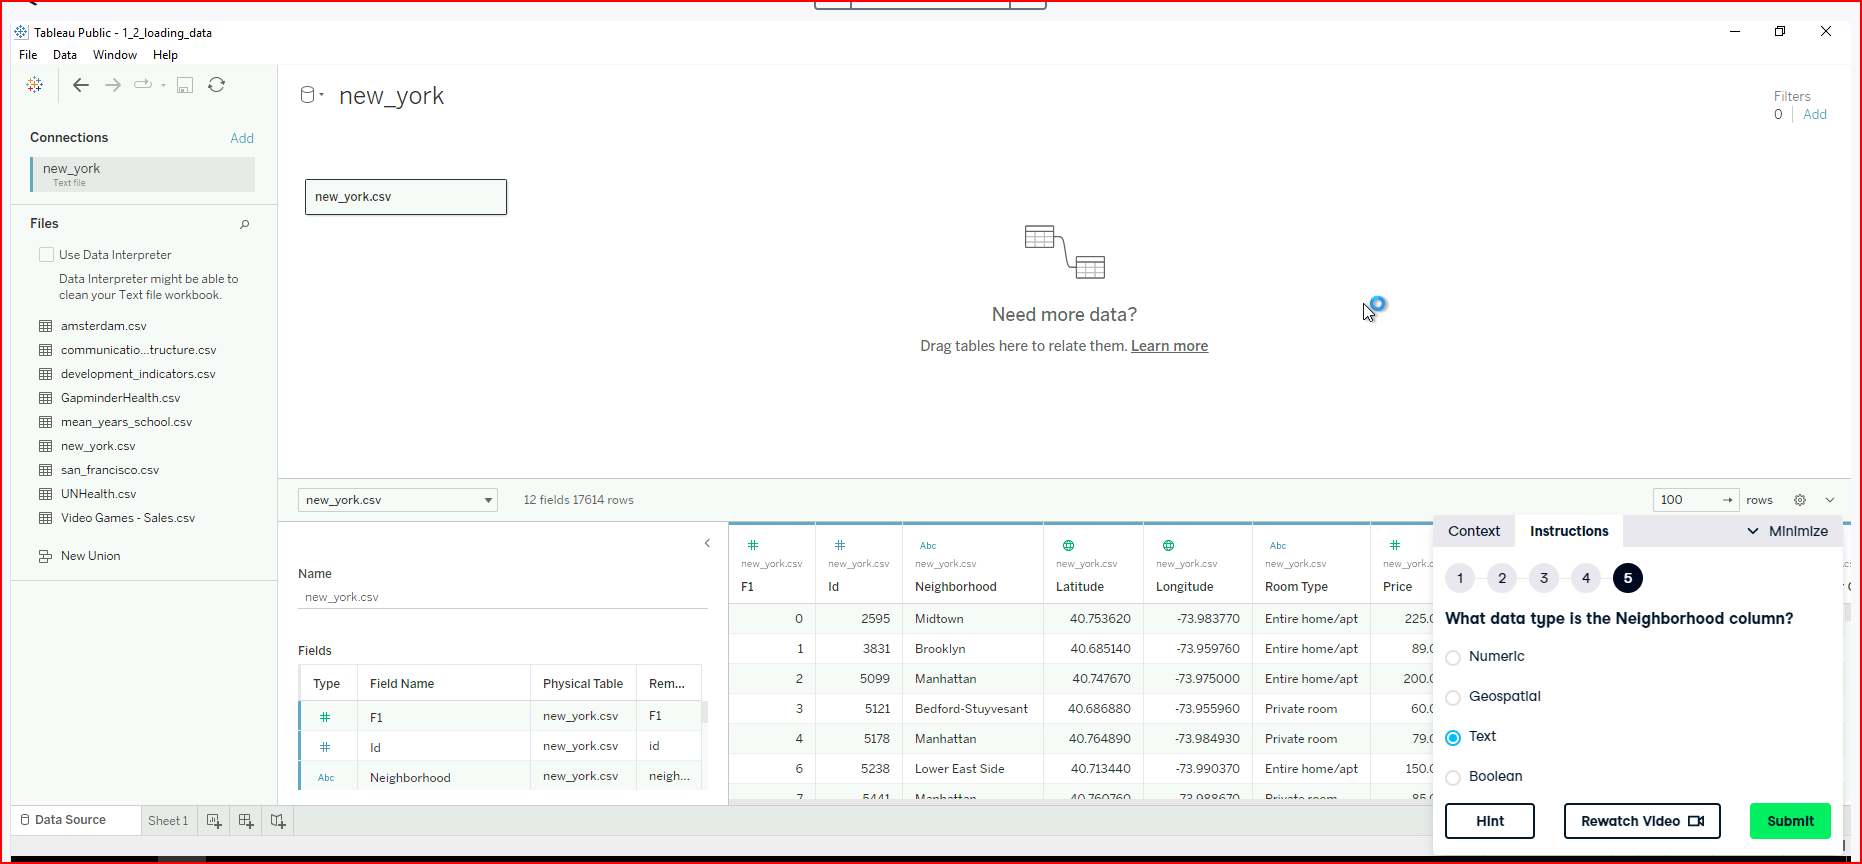 Tableau Public - 1_2_loading_data
File Data Window Help
Connections Add
new_york
Text file
Files
Use Data Interpreter
Data Interpreter might be able to
clean your Text file workbook.
amsterdam.csv
communicatio...tructure.csv
development_indicators.csv
GapminderHealth.csv
mean_years_school.csv
new_york.csv
san_francisco.csv
UNHealth.csv
Video Games - Sales.csv
New Union
new_york
Filters
0 Add
new_york.csv
Need more data?
Drag tables here to relate them. Learn more
new_york.csv 12 fields 17614 rows 100 rows
Name
new_york.csv
Fields
Type Field Name Physical Table Rem...
# F1 new_york.csv F1
# Id new_york.csv id
Abc Neighborhood new_york.csv neigh...
# # Abc Abc #
new_york.csv new_york.csv new_york.csv new_york.csv new_york.csv new_york.csv new_york.c
F1 Id Neighborhood Latitude Longitude Room Type Price
0 2595 Midtown 40.753620 -73.983770 Entire home/apt 225.0
1 3831 Brooklyn 40.685140 -73.959760 Entire home/apt 89.0
2 5099 Manhattan 40.747670 -73.975000 Entire home/apt 200.0
3 5121 Bedford-Stuyvesant 40.686880 -73.955960 Private room 60.0
4 5178 Manhattan 40.764890 -73.984930 Private room 79.0
6 5238 Lower East Side 40.713440 -73.990370 Entire home/apt 150.0
7 5441 Manhattan 40.760760 -73.988670 Private room 85.0
Context Instructions Minimize
1 2 3 4 5
What data type is the Neighborhood column?
Numeric
Geospatial
Text
Boolean
Hint Rewatch Video Submit
Data Source Sheet 1